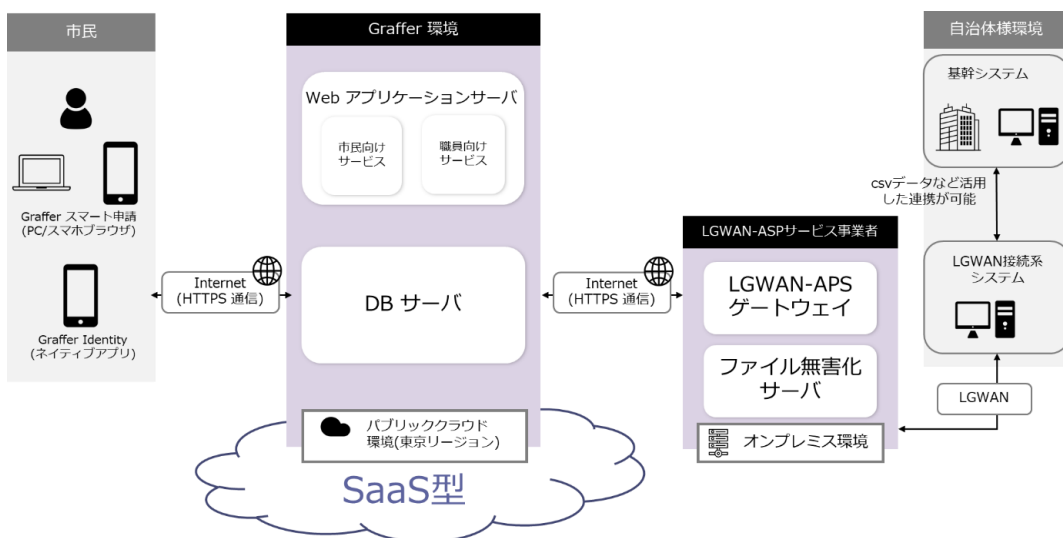 市民
Graffer スマート申請
(PC/スマホブラウザ)
Graffer Identity
(ネイティブアプリ)
Internet
(HTTPS 通信)
Graffer 環境
Web アプリケーションサーバ
市民向け
サービス
職員向け
サービス
DB サーバ
パブリッククラウド
環境(東京リージョン)
SaaS型
Internet
(HTTPS 通信)
LGWAN-ASPサービス事業者
LGWAN-APS
ゲートウェイ
ファイル無害化
サーバ
オンプレミス環境
自治体様環境
基幹システム
csvデータなど活用
した連携が可能
LGWAN接続系
システム
LGWAN